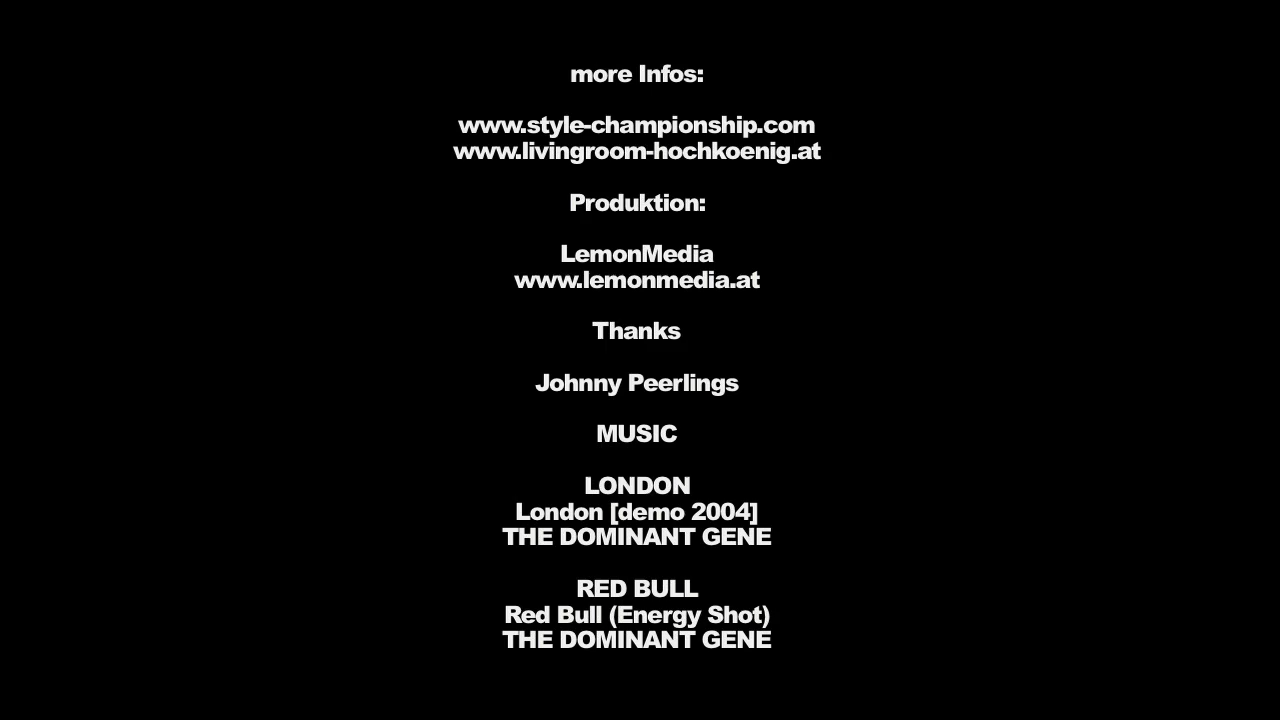 more Infos:
www.style-championship.com
www.livingroom-hochkoenig.at
Produktion:
LemonMedia
www.lemonmedia.at
Thanks
Johnny Peerlings
MUSIC
LONDON
London [demo 2004]
THE DOMINANT GENE
RED BULL
Red Bull (Energy Shot)
THE DOMINANT GENE